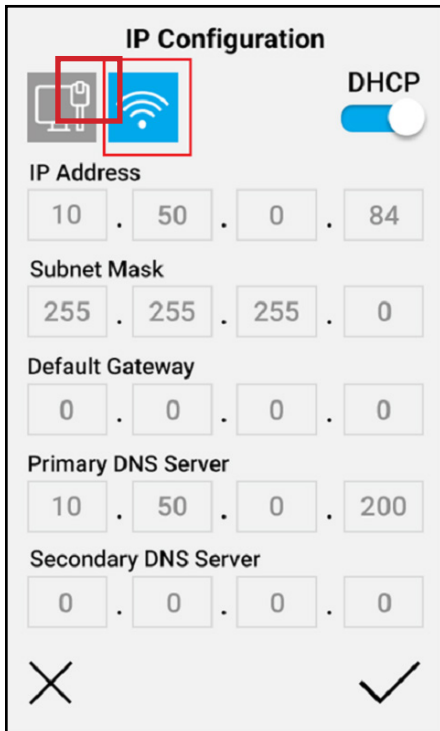 IP Configuration
DHCP
IP Address
10 . 50 . 0 . 84
Subnet Mask
255 . 255 . 255 . 0
Default Gateway
0 . 0 . 0 . 0
Primary DNS Server
10 . 50 . 0 . 200
Secondary DNS Server
0 . 0 . 0 . 0